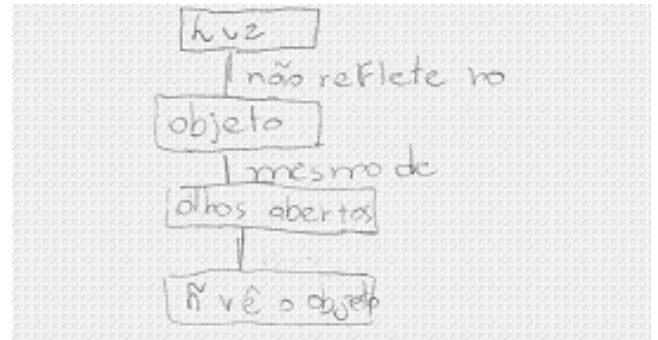 Luz
não reflete no
objeto
mesmo de
olhos abertos
ñ vê o objeto